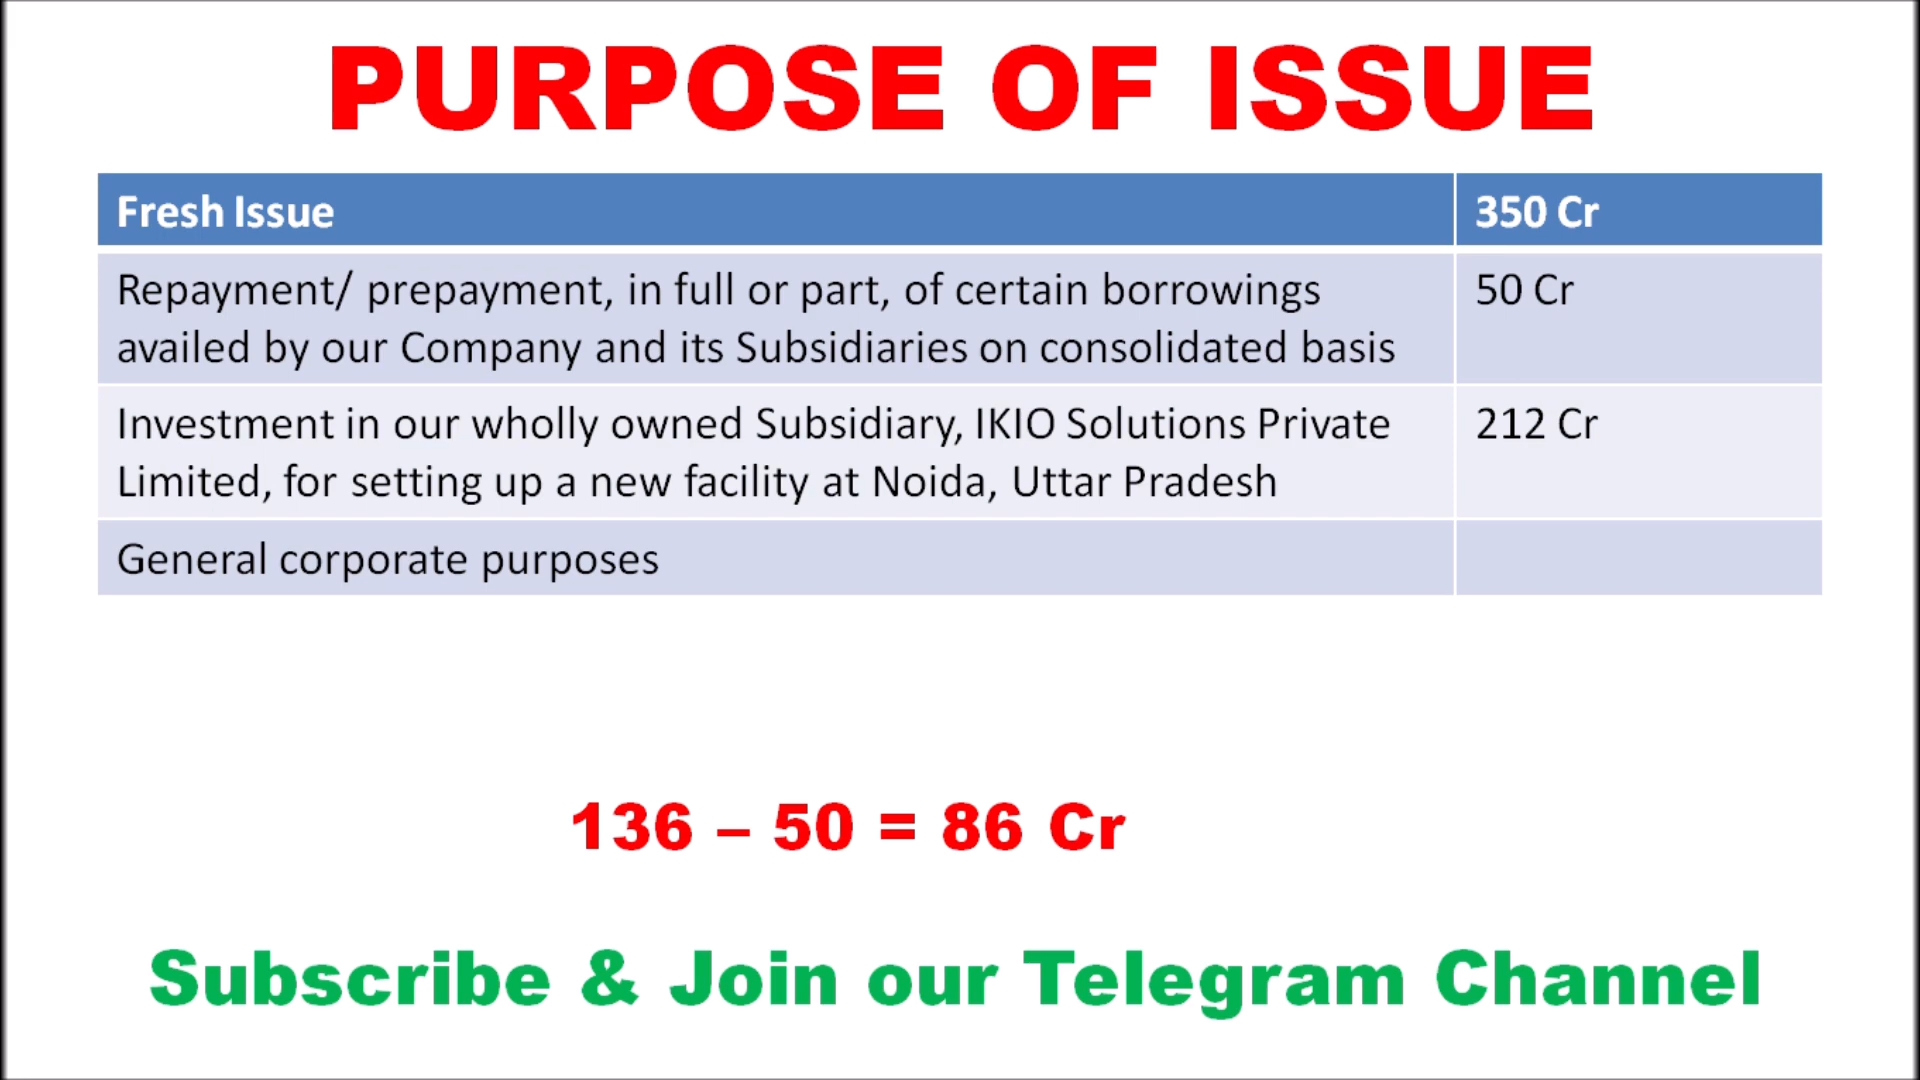 PURPOSE OF ISSUE
Fresh Issue 350 Cr
Repayment/ prepayment, in full or part, of certain borrowings 50 Cr
availed by our Company and its Subsidiaries on consolidated basis
Investment in our wholly owned Subsidiary, IKIO Solutions Private 212 Cr
Limited, for setting up a new facility at Noida, Uttar Pradesh
General corporate purposes
136 – 50 = 86 Cr
Subscribe & Join our Telegram Channel